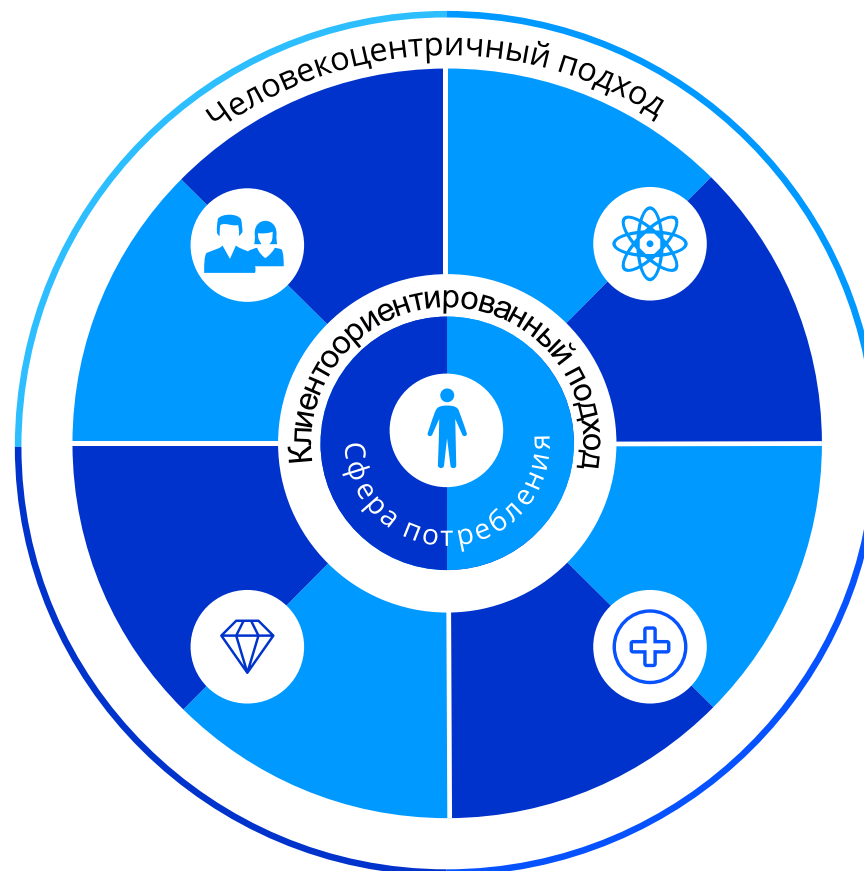 Человекоцентричный подход
Клиентоориентированный подход
Сфера потребления